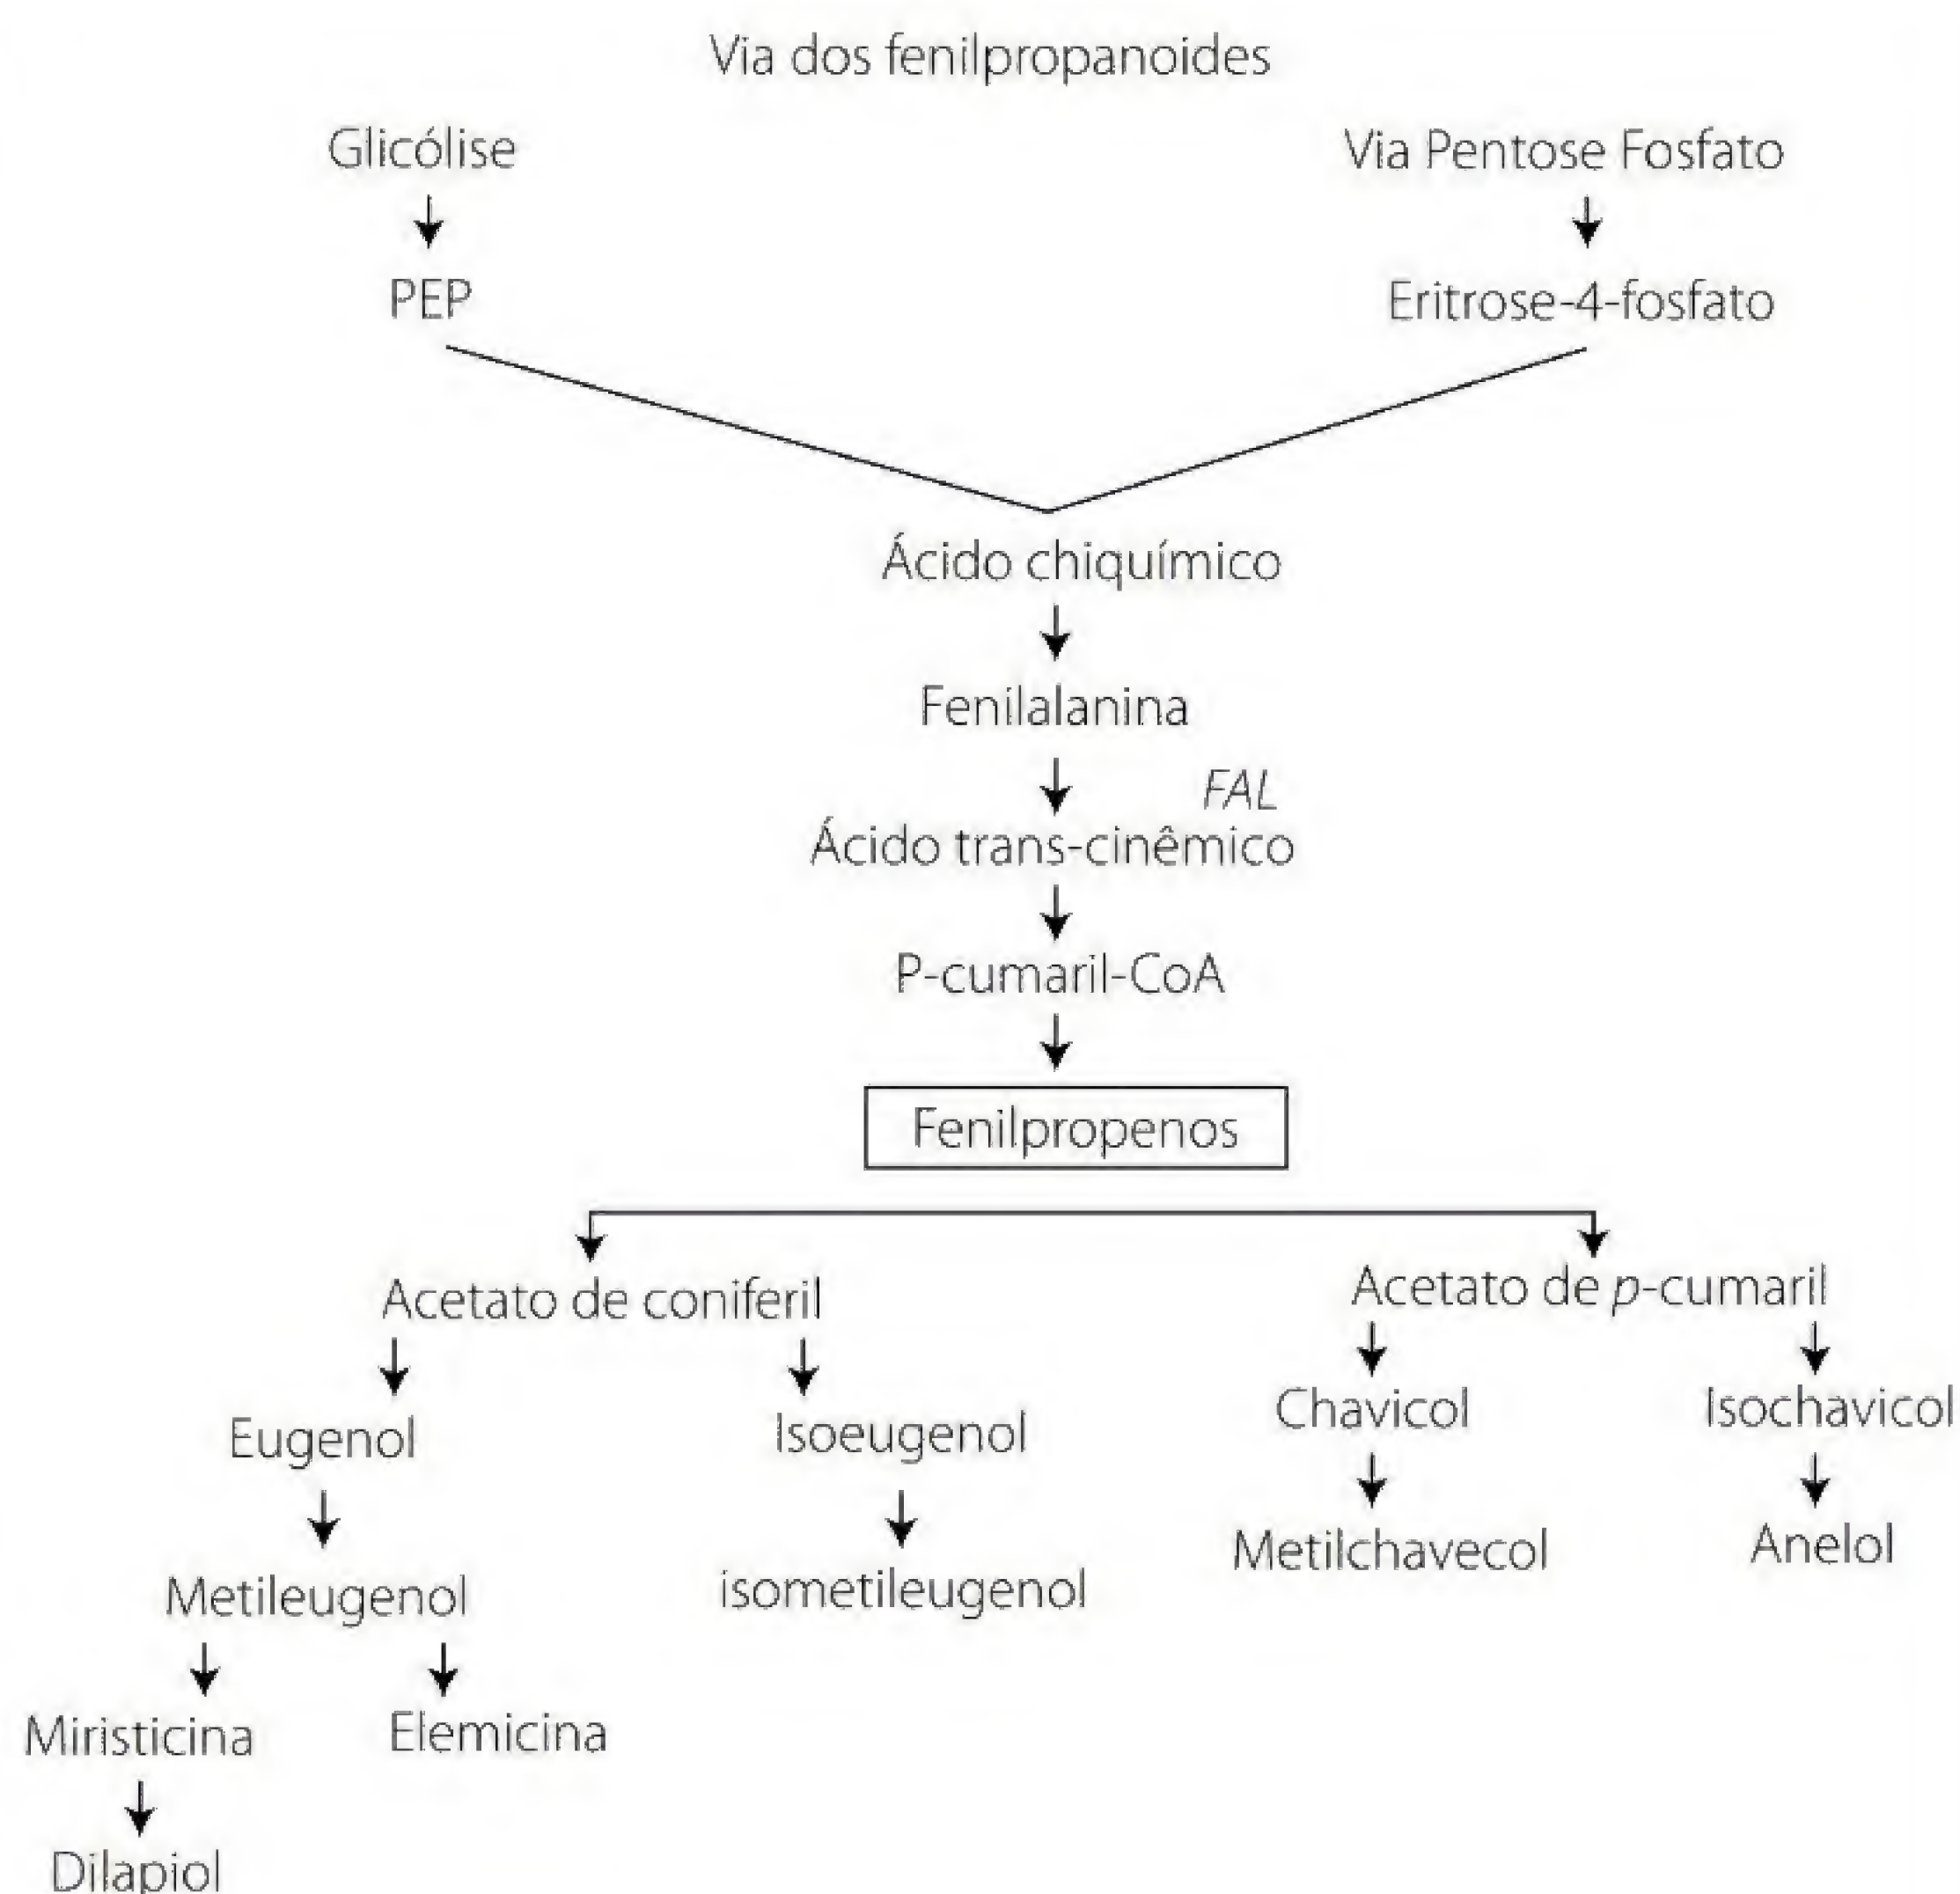 Via dos fenilpropanoides
Glicólise
Via Pentose Fosfato
PEP
Eritrose-4-fosfato
Ácido chiquímico
Fenilalanina
FAL
Ácido trans-cinêmico
P-cumaril-CoA
Fenilpropenos
Acetato de coniferil
Acetato de p-cumaril
Eugenol
Isoeugenol
Chavicol
Isochavicol
Metileugenol
isometileugenol
Metilchavecol
Anelol
Miristicina
Elemicina
Dilapiol